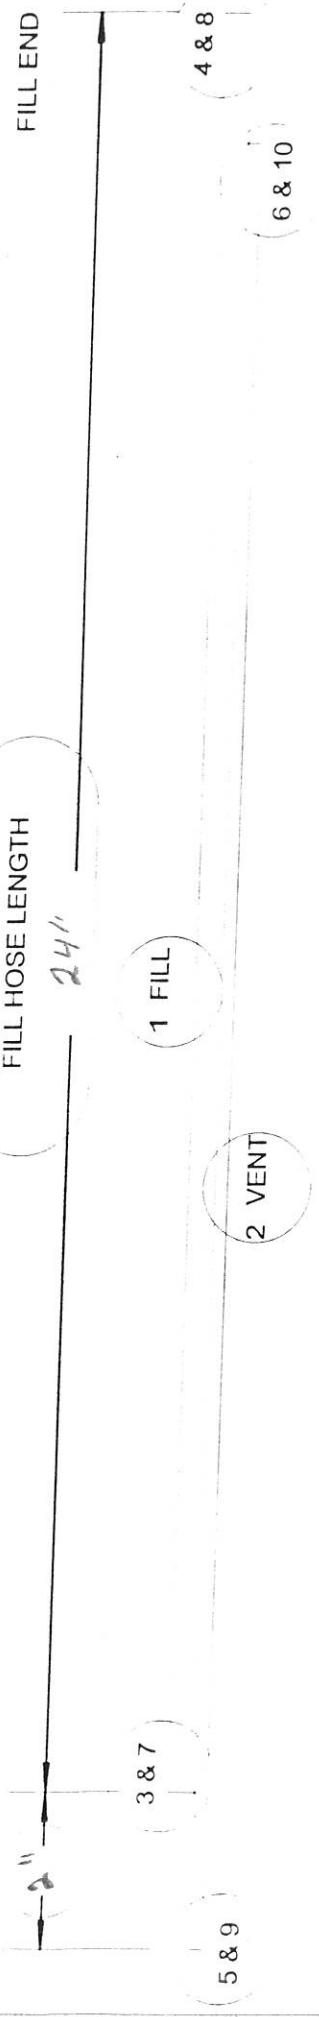 FILL END
4 & 8
6 & 10
FILL HOSE LENGTH
24"
1 FILL
2 VENT
3 & 7
2"
5 & 9